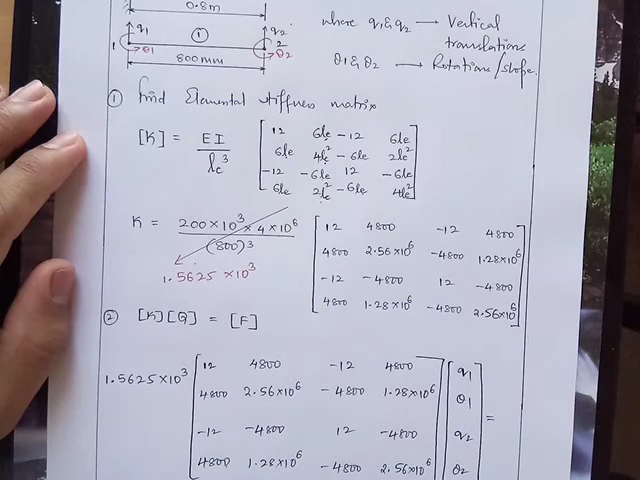 0.8m
q1 q2
1 1 2
θ1 θ2
800mm
where q1 & q2 → Vertical
translations
θ1 & θ2 → Rotations/slope.
① Find Elemental stiffness matrix
[K] = EI / le³ [ 12 6le -12 6le
6le 4le² -6le 2le²
-12 -6le 12 -6le
6le 2le² -6le 4le² ]
K = 200×10³ × 4×10⁶ / (800)³ [ 12 4800 -12 4800
4800 2.56×10⁶ -4800 1.28×10⁶
-12 -4800 12 -4800
4800 1.28×10⁶ -4800 2.56×10⁶ ]
1.5625 ×10³
② [K][Q] = [F]
1.5625×10³ [ 12 4800 -12 4800 ] [ q1
4800 2.56×10⁶ -4800 1.28×10⁶ θ1
-12 -4800 12 -4800 q2
4800 1.28×10⁶ -4800 2.56×10⁶ θ2 ] =